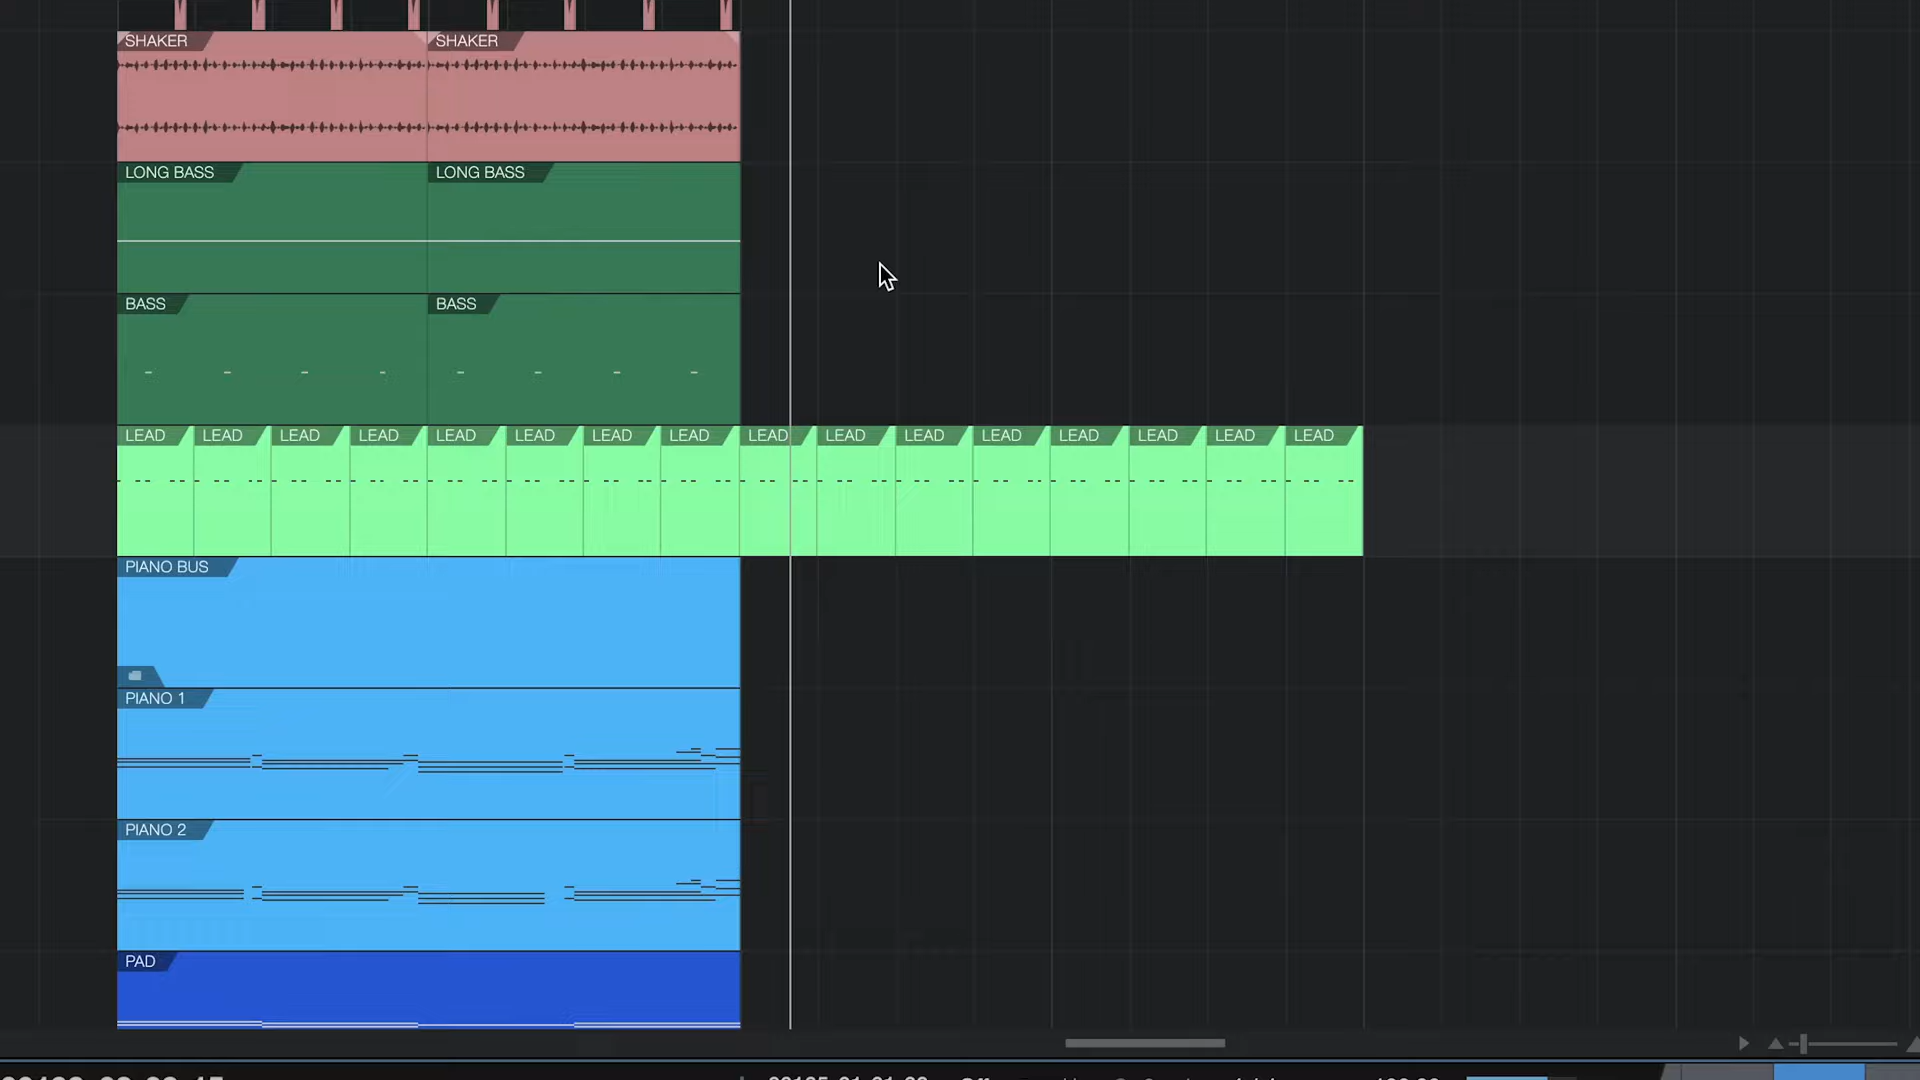 SHAKER SHAKER
LONG BASS LONG BASS
BASS BASS
LEAD LEAD LEAD LEAD LEAD LEAD LEAD LEAD LEAD LEAD LEAD LEAD LEAD LEAD LEAD LEAD
PIANO BUS
PIANO 1
PIANO 2
PAD